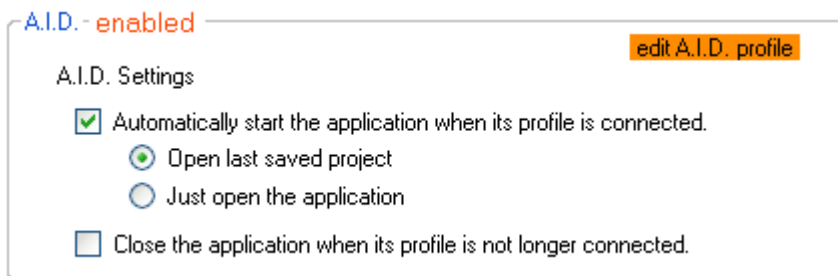 A.I.D. - enabled
edit A.I.D. profile
A.I.D. Settings
Automatically start the application when its profile is connected.
Open last saved project
Just open the application
Close the application when its profile is not longer connected.